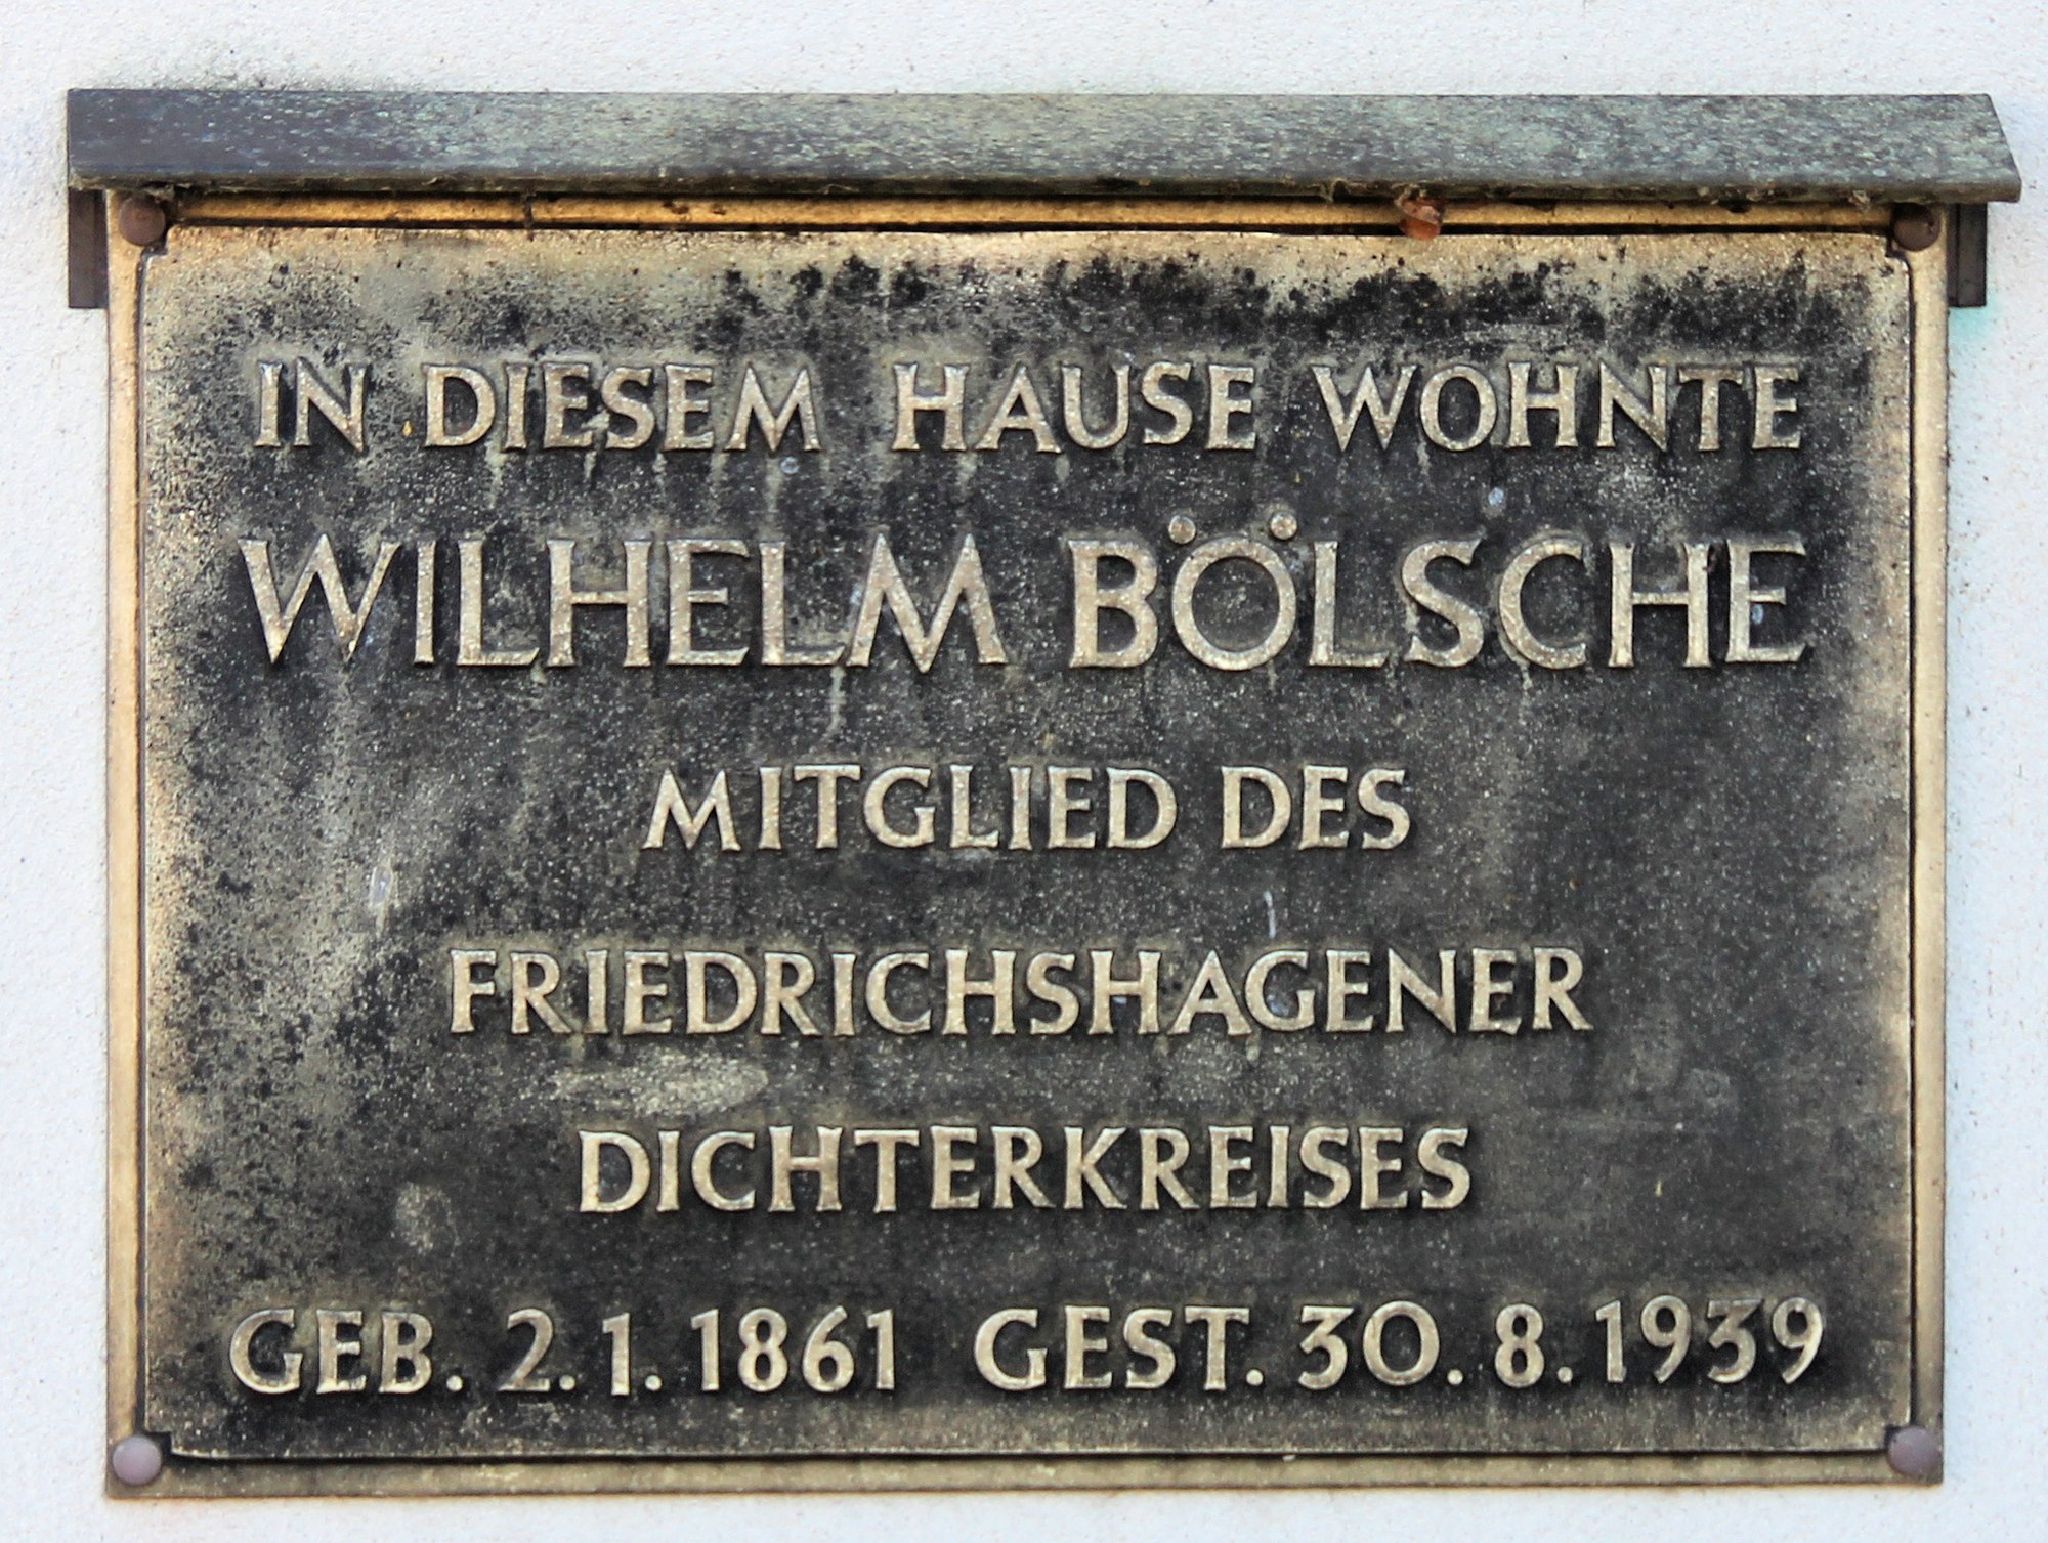 IN DIESEM HAUSE WOHNTE
WILHELM BÖLSCHE
MITGLIED DES
FRIEDRICHSHAGENER
DICHTERKREISES
GEB. 2.1.1861 GEST. 30.8.1939